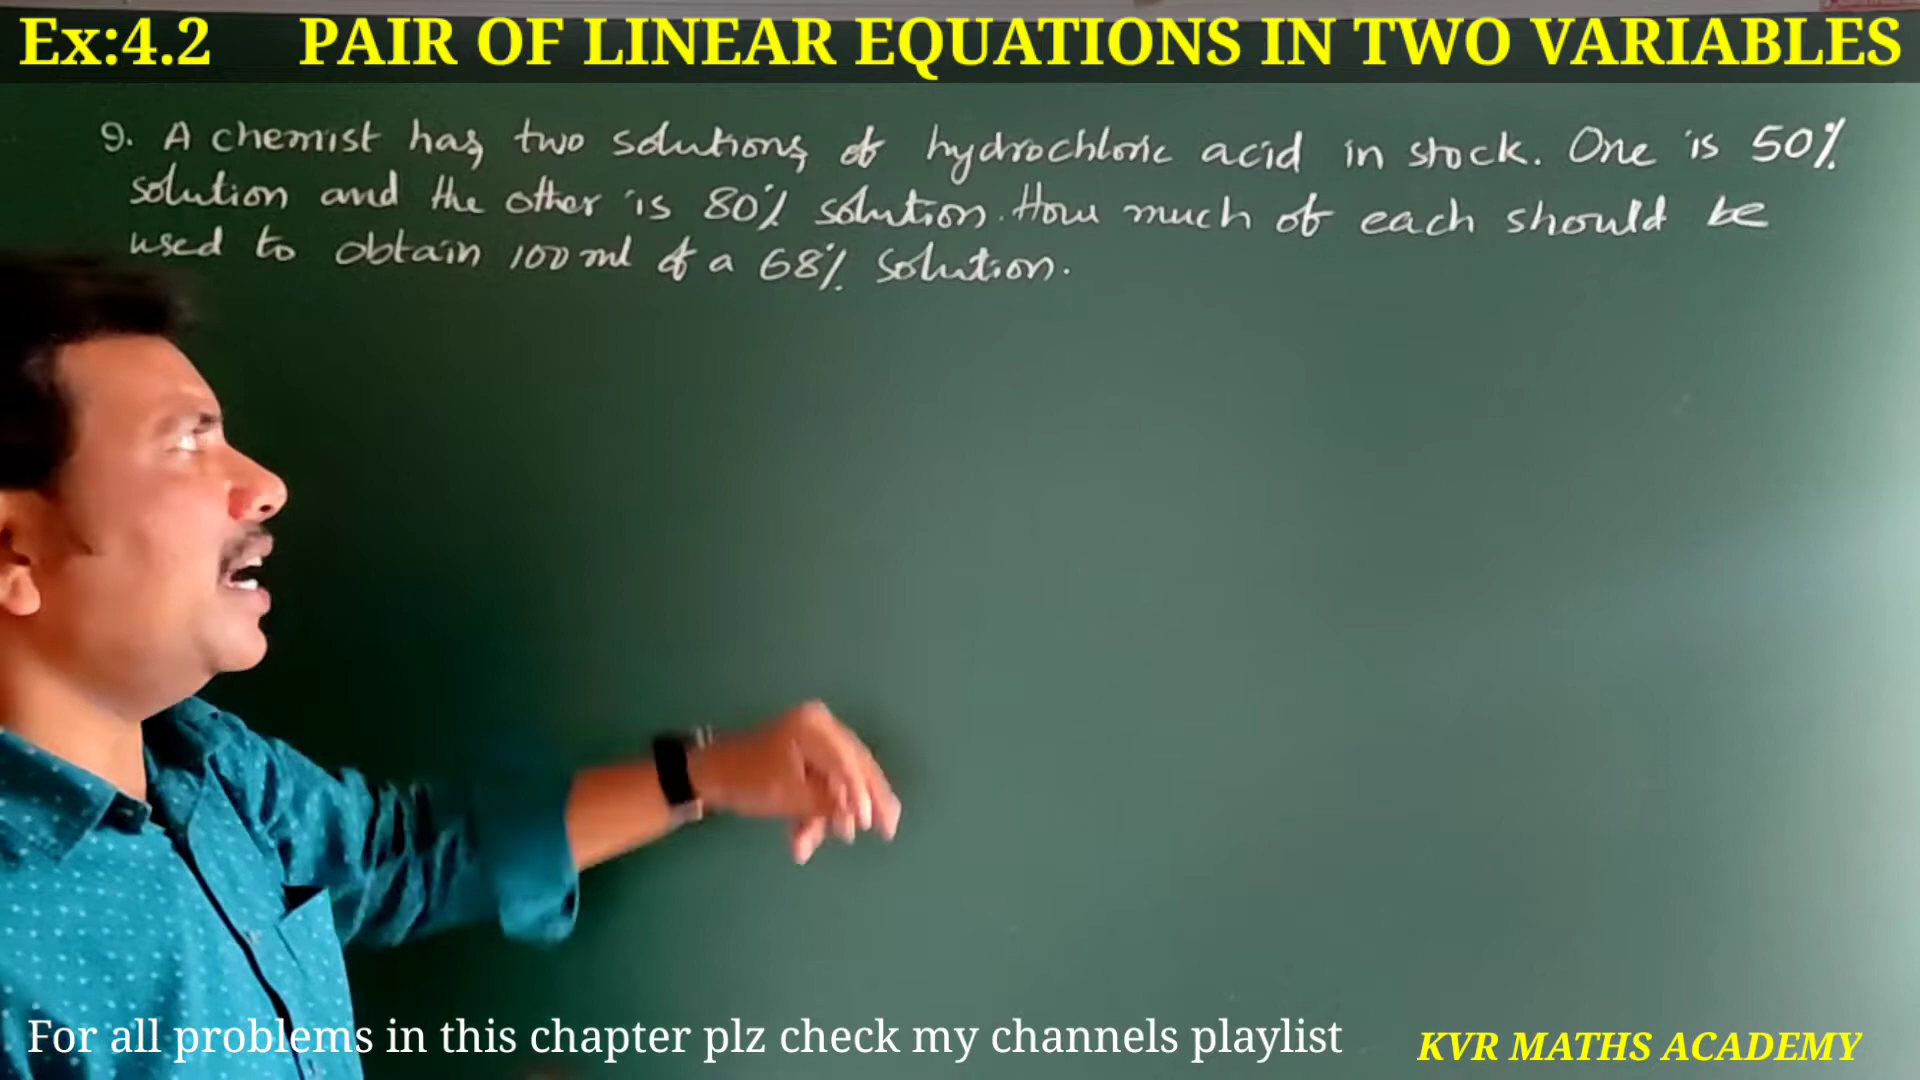 Ex:4.2 PAIR OF LINEAR EQUATIONS IN TWO VARIABLES
9. A chemist has two solutions of hydrochloric acid in stock. One is 50%
solution and the other is 80% solution. How much of each should be
used to obtain 100 ml of a 68% solution.
For all problems in this chapter plz check my channels playlist
KVR MATHS ACADEMY